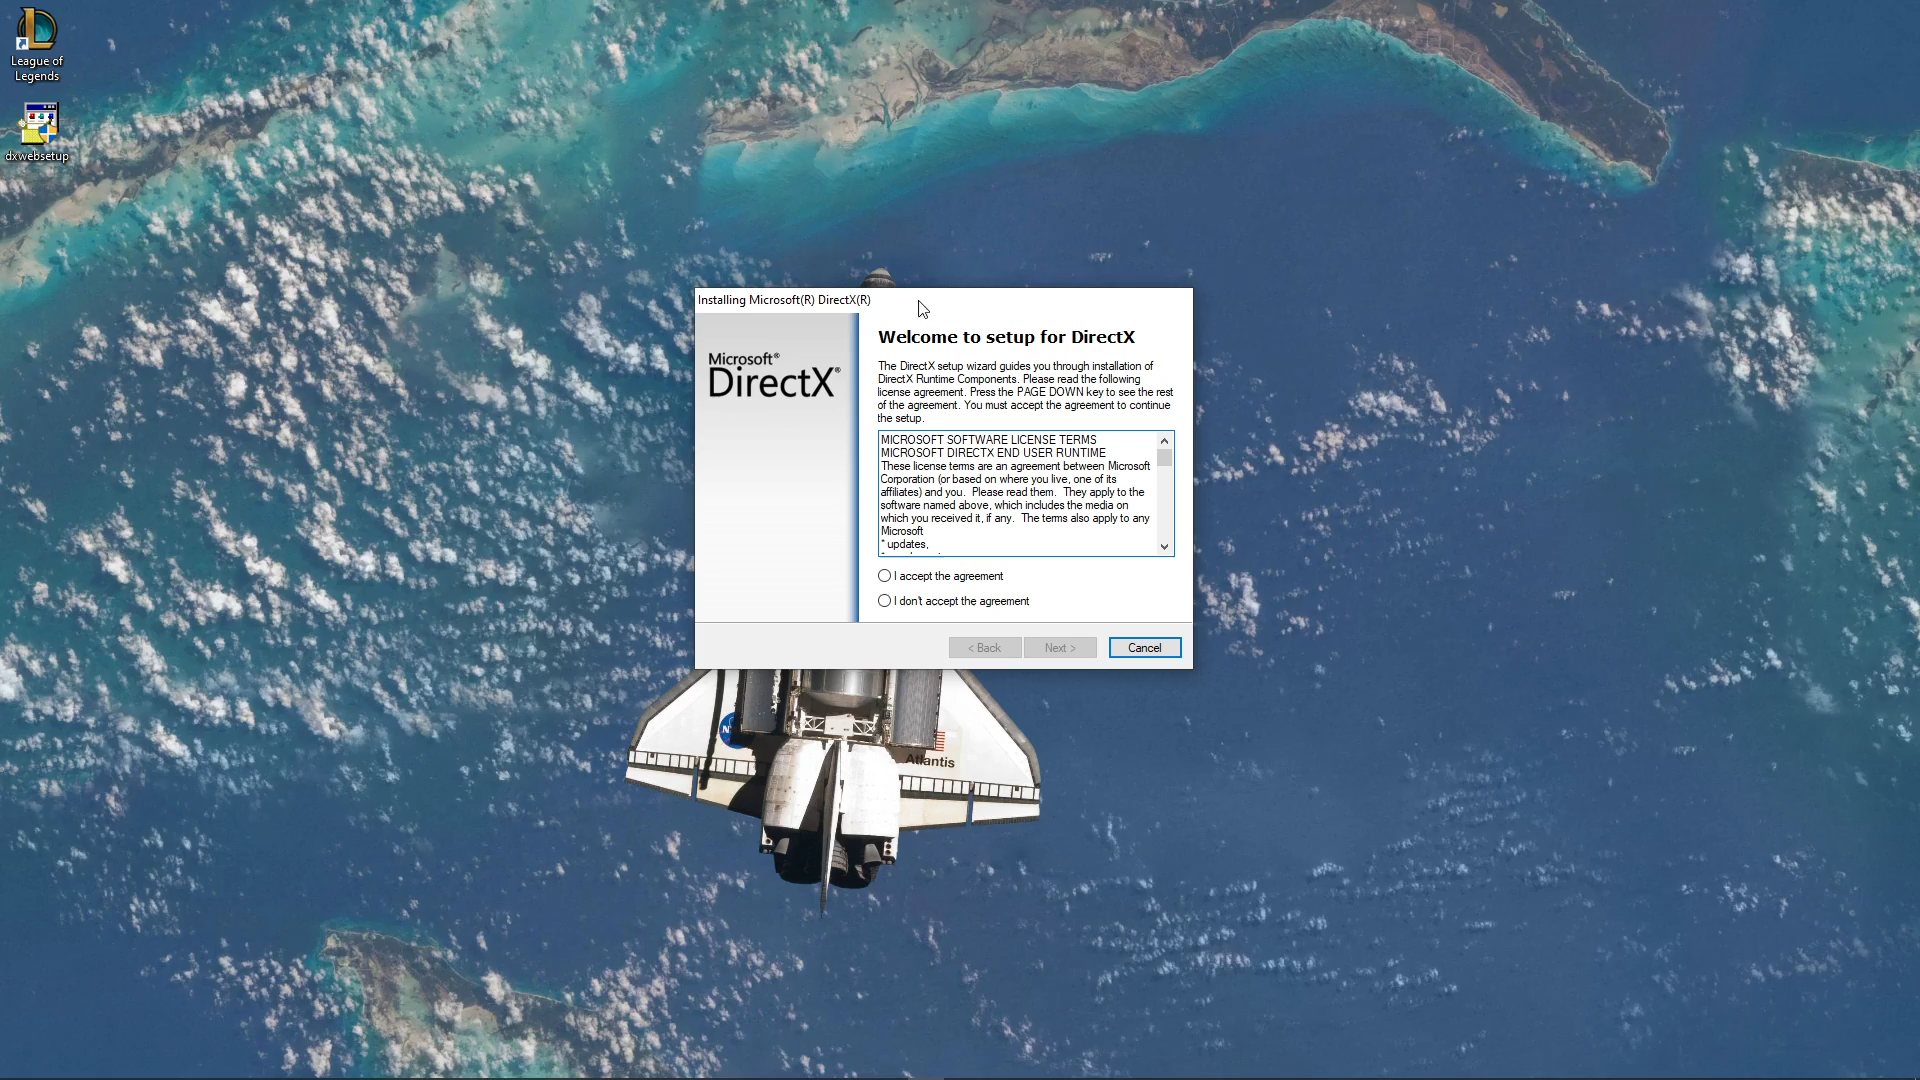 League of
Legends
dxwebsetup
Installing Microsoft(R) DirectX(R)
Microsoft®
DirectX®
Welcome to setup for DirectX
The DirectX setup wizard guides you through installation of
DirectX Runtime Components. Please read the following
license agreement. Press the PAGE DOWN key to see the rest
of the agreement. You must accept the agreement to continue
the setup.
MICROSOFT SOFTWARE LICENSE TERMS
MICROSOFT DIRECTX END USER RUNTIME
These license terms are an agreement between Microsoft
Corporation (or based on where you live, one of its
affiliates) and you.  Please read them.  They apply to the
software named above, which includes the media on
which you received it, if any.  The terms also apply to any
Microsoft
* updates,
I accept the agreement
I don't accept the agreement
< Back
Next >
Cancel
Atlantis